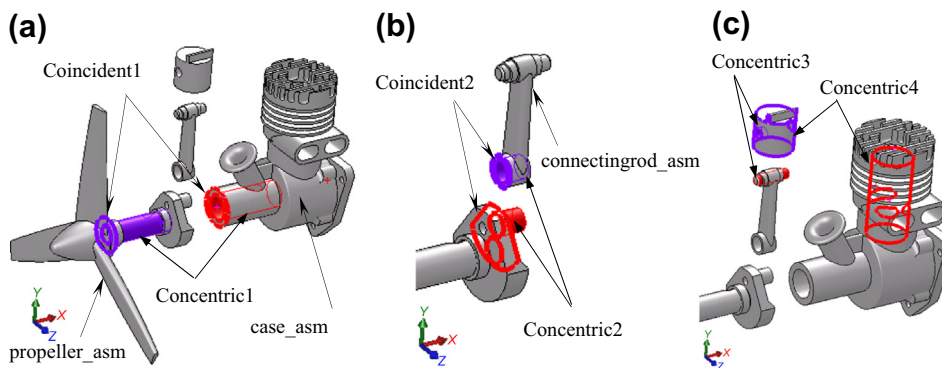 (a)
Coincident1
Concentric1
case_asm
propeller_asm
Y
X
Z
(b)
Coincident2
connectingrod_asm
Concentric2
Y
X
Z
(c)
Concentric3
Concentric4
Y
X
Z